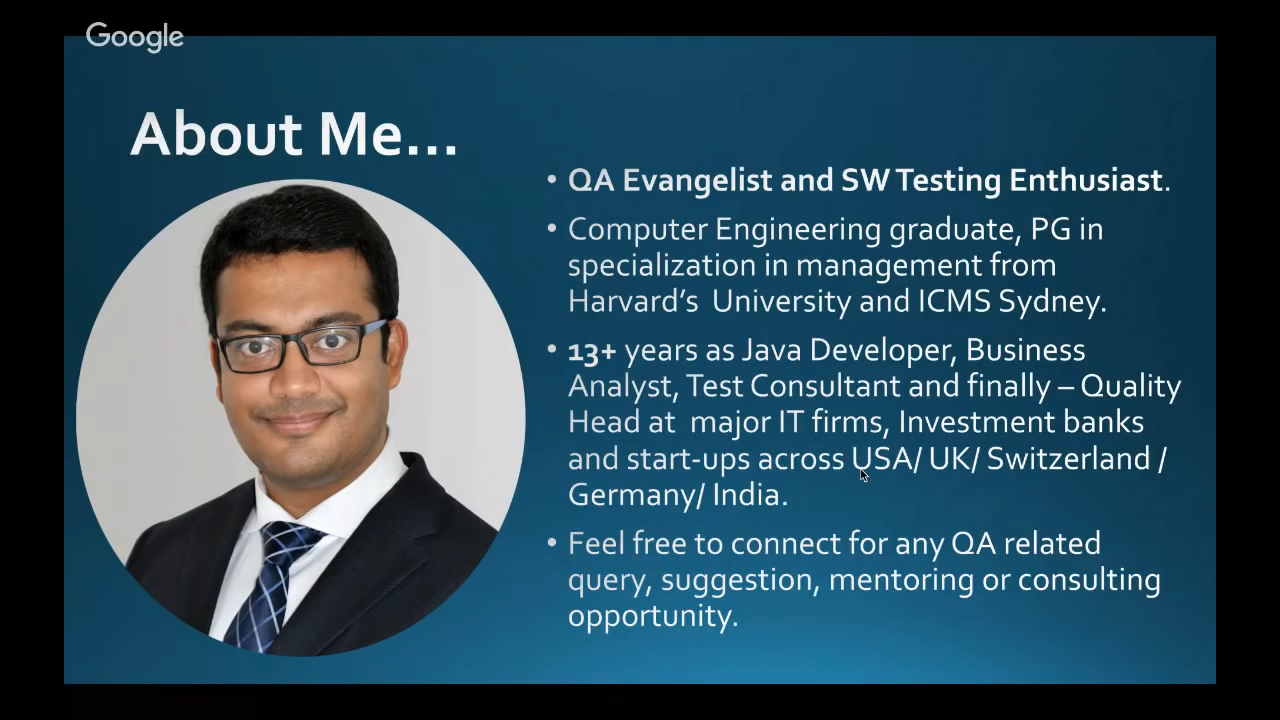 Google
About Me...
• QA Evangelist and SW Testing Enthusiast.
• Computer Engineering graduate, PG in
specialization in management from
Harvard's University and ICMS Sydney.
• 13+ years as Java Developer, Business
Analyst, Test Consultant and finally – Quality
Head at major IT firms, Investment banks
and start-ups across USA/ UK/ Switzerland /
Germany/ India.
• Feel free to connect for any QA related
query, suggestion, mentoring or consulting
opportunity.